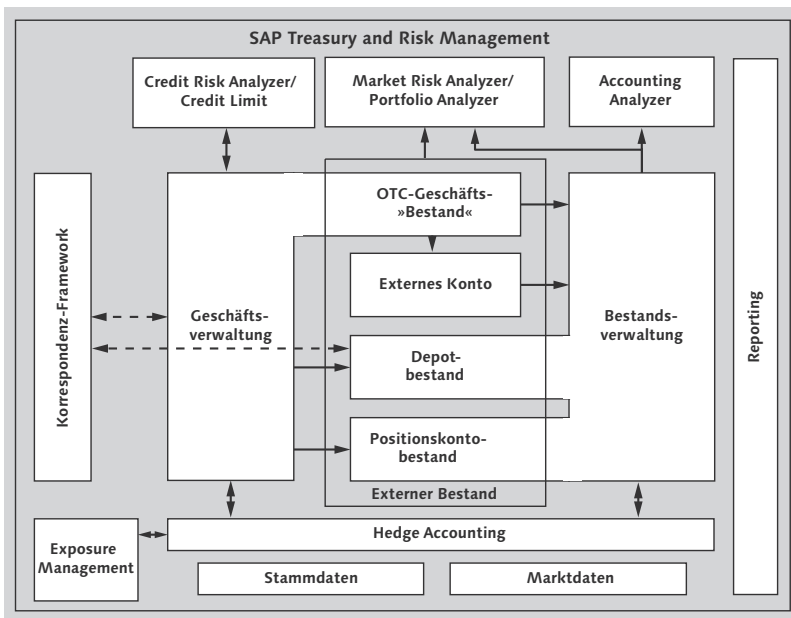 SAP Treasury and Risk Management
Credit Risk Analyzer/
Credit Limit
Market Risk Analyzer/
Portfolio Analyzer
Accounting
Analyzer
Korrespondenz-Framework
Geschäfts-
verwaltung
OTC-Geschäfts-
»Bestand«
Externes Konto
Depot-
bestand
Positionskonto-
bestand
Externer Bestand
Bestands-
verwaltung
Reporting
Exposure
Management
Hedge Accounting
Stammdaten
Marktdaten